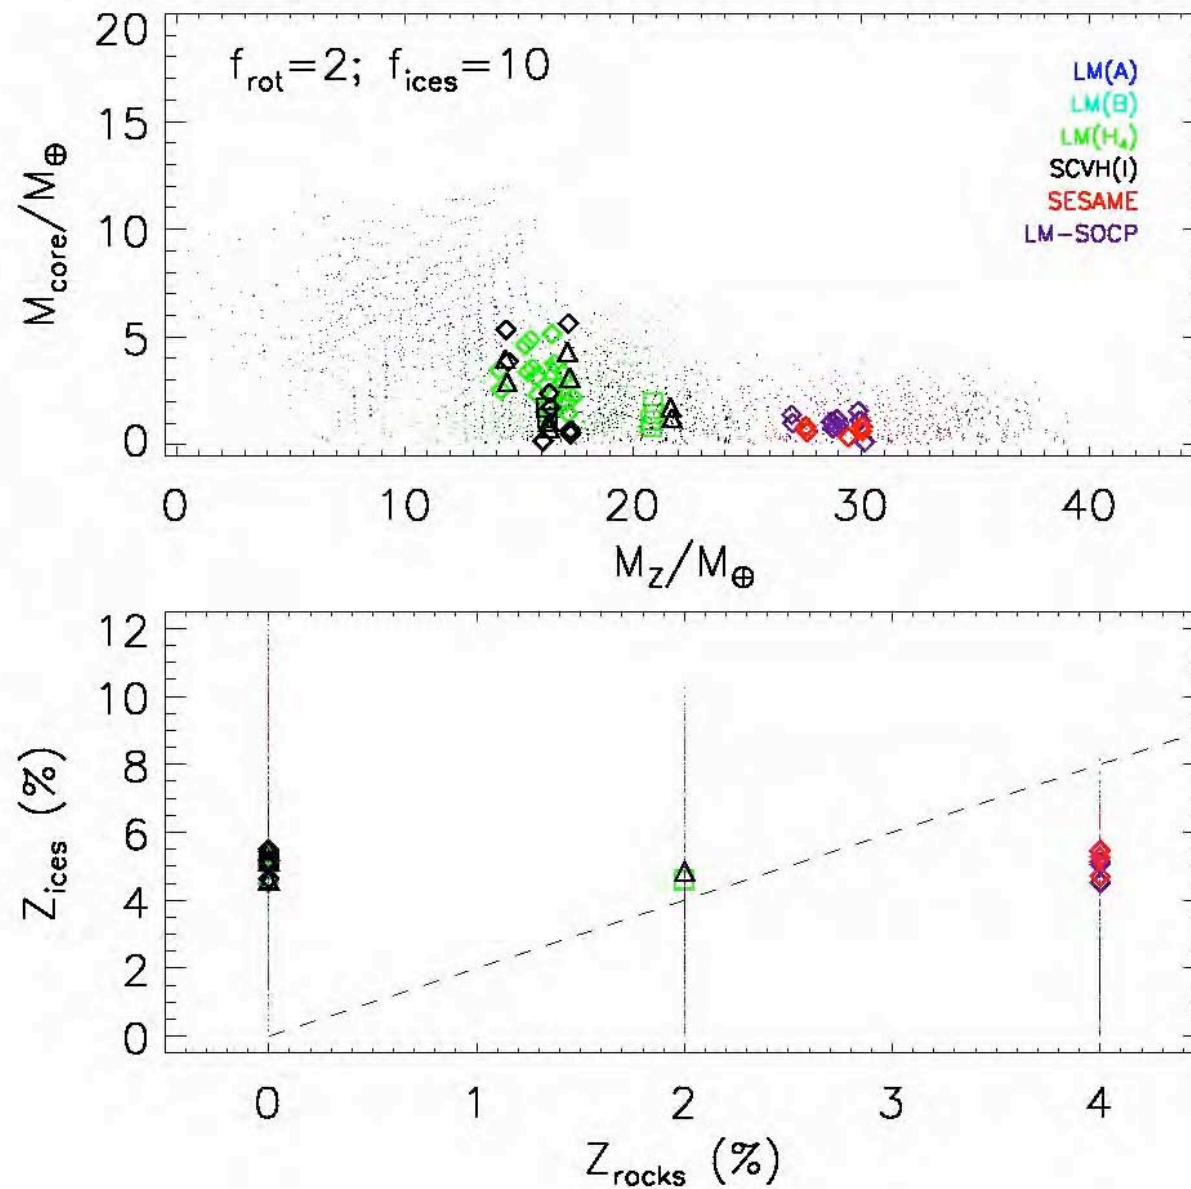 20
f_rot=2; f_ices=10
LM(A)
LM(B)
15
LM(H₄)
SCVH(I)
SESAME
10
LM-SOCP
M_core/M_⊕
5
0
0 10 20 30 40
M_Z/M_⊕
12
10
8
Z_ices (%)
6
4
2
0
0 1 2 3 4
Z_rocks (%)